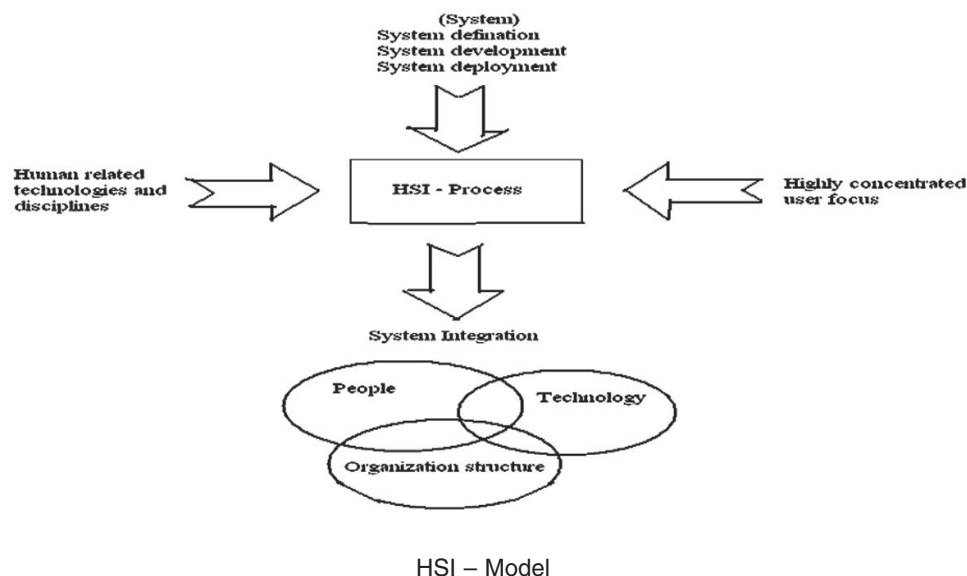 (System)
System defination
System development
System deployment
Human related
technologies and
disciplines
HSI - Process
Highly concentrated
user focus
System Integration
People
Technology
Organization structure
HSI – Model